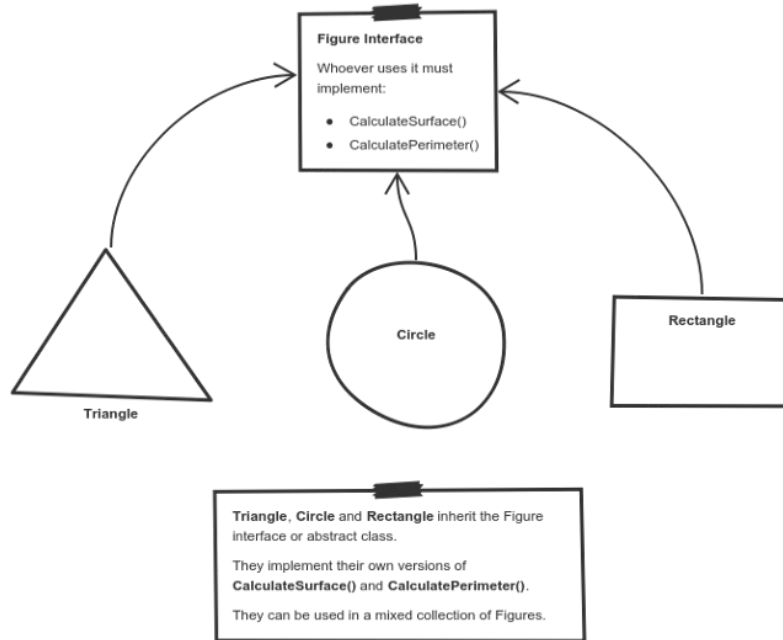 Figure Interface
Whoever uses it must
implement:
● CalculateSurface()
● CalculatePerimeter()
Circle
Rectangle
Triangle
Triangle, Circle and Rectangle inherit the Figure
interface or abstract class.
They implement their own versions of
CalculateSurface() and CalculatePerimeter().
They can be used in a mixed collection of Figures.